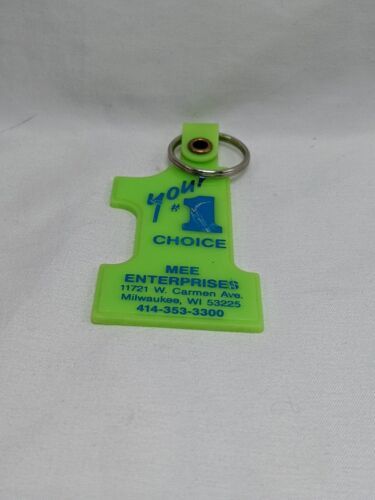 your
#1
CHOICE
MEE
ENTERPRISES
11721 W. Carmen Ave.
Milwaukee, WI 53225
414-353-3300